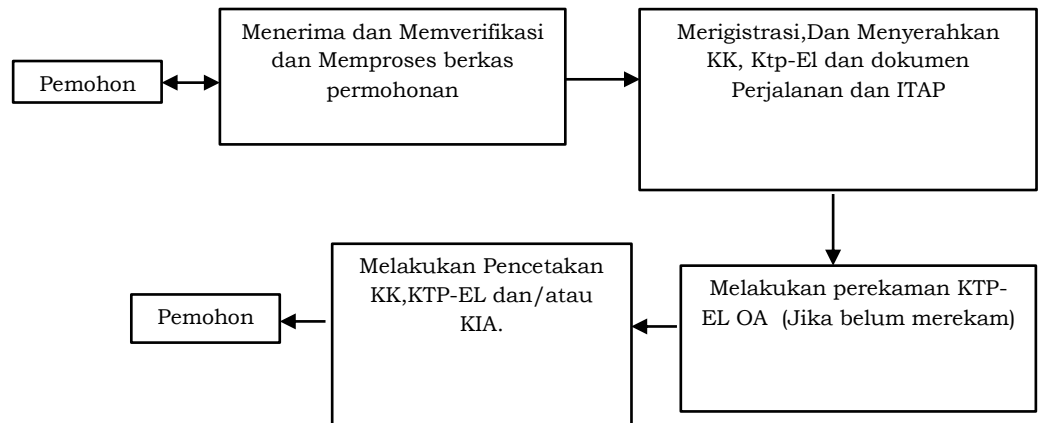 Pemohon
Menerima dan Memverifikasi
dan Memproses berkas
permohonan
Merigistrasi,Dan Menyerahkan
KK, Ktp-El dan dokumen
Perjalanan dan ITAP
Melakukan perekaman KTP-
EL OA (Jika belum merekam)
Melakukan Pencetakan
KK,KTP-EL dan/atau
KIA.
Pemohon